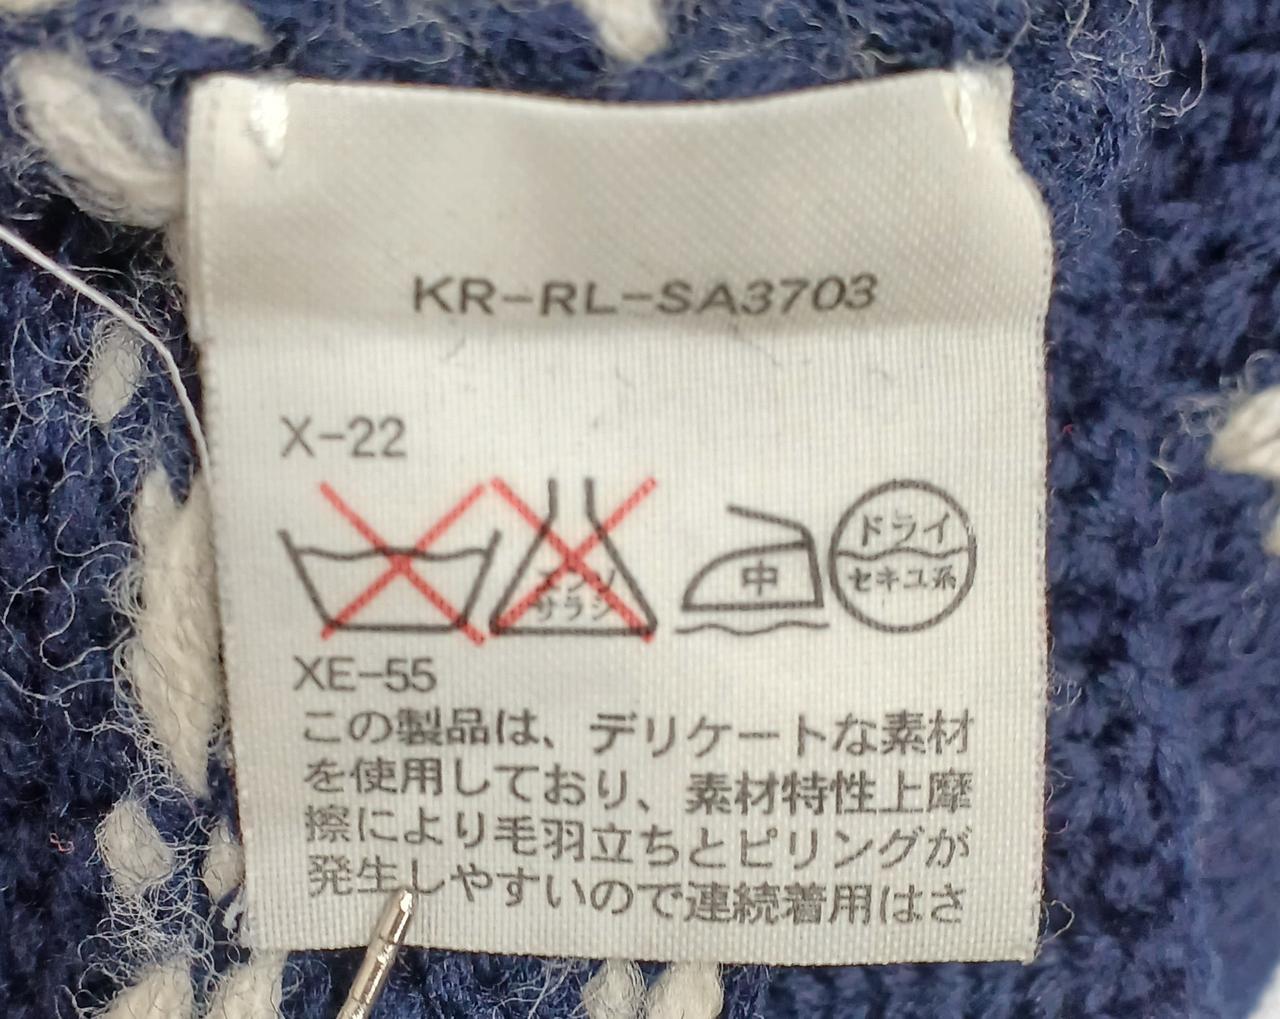 KR-RL-SA3703
X-22
エンソ
サラシ
中
ドライ
セキユ系
XE-55
この製品は、デリケートな素材
を使用しており、素材特性上摩
擦により毛羽立ちとピリングが
発生しやすいので連続着用はさ